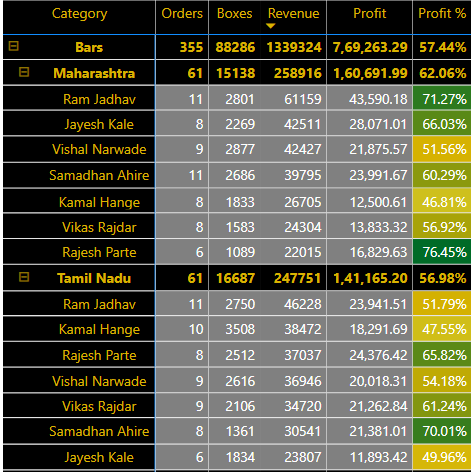 Category Orders Boxes Revenue Profit Profit %
Bars 355 88286 1339324 7,69,263.29 57.44%
Maharashtra 61 15138 258916 1,60,691.99 62.06%
Ram Jadhav 11 2801 61159 43,590.18 71.27%
Jayesh Kale 8 2269 42511 28,071.01 66.03%
Vishal Narwade 9 2877 42427 21,875.57 51.56%
Samadhan Ahire 11 2686 39795 23,991.67 60.29%
Kamal Hange 8 1833 26705 12,500.61 46.81%
Vikas Rajdar 8 1583 24304 13,833.32 56.92%
Rajesh Parte 6 1089 22015 16,829.63 76.45%
Tamil Nadu 61 16687 247751 1,41,165.20 56.98%
Ram Jadhav 11 2750 46228 23,941.51 51.79%
Kamal Hange 10 3508 38472 18,291.69 47.55%
Rajesh Parte 8 2512 37037 24,376.42 65.82%
Vishal Narwade 9 2616 36946 20,018.31 54.18%
Vikas Rajdar 9 2106 34720 21,262.84 61.24%
Samadhan Ahire 8 1361 30541 21,381.01 70.01%
Jayesh Kale 6 1834 23807 11,893.42 49.96%